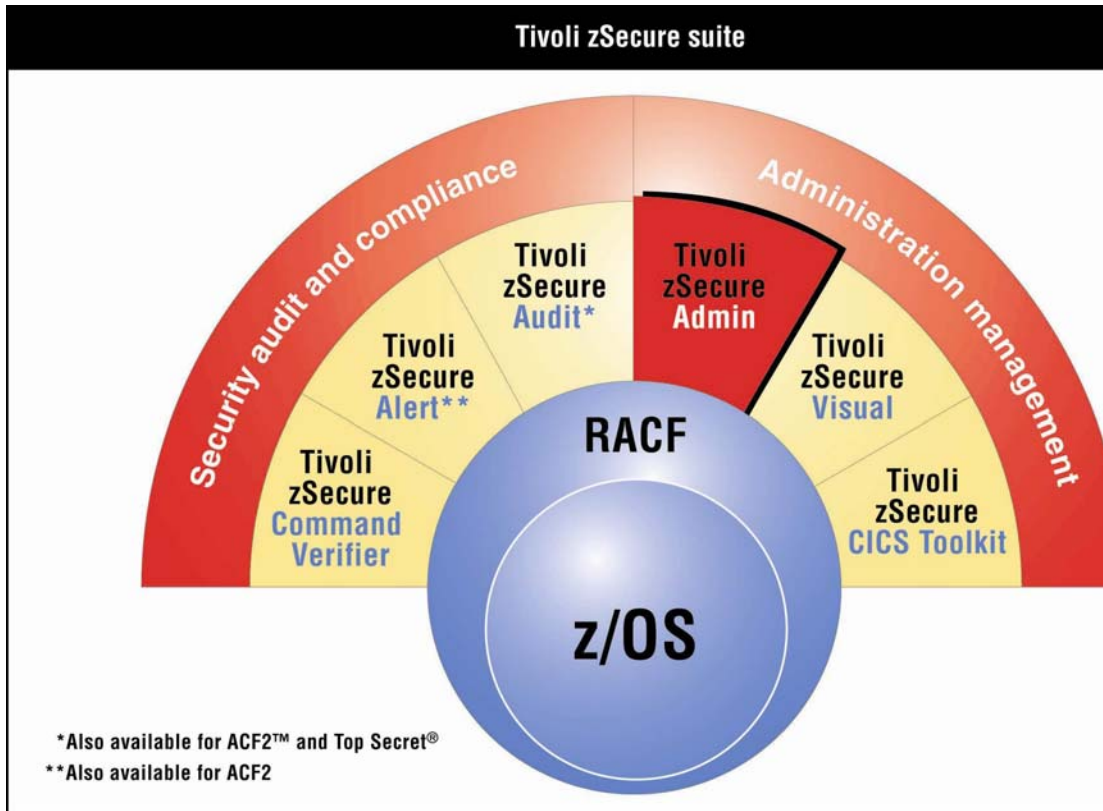 Tivoli zSecure suite
Security audit and compliance
Administration management
Tivoli
zSecure
Command
Verifier
Tivoli
zSecure
Alert**
Tivoli
zSecure
Audit*
Tivoli
zSecure
Admin
Tivoli
zSecure
Visual
Tivoli
zSecure
CICS Toolkit
RACF
z/OS
*Also available for ACF2™ and Top Secret®
**Also available for ACF2